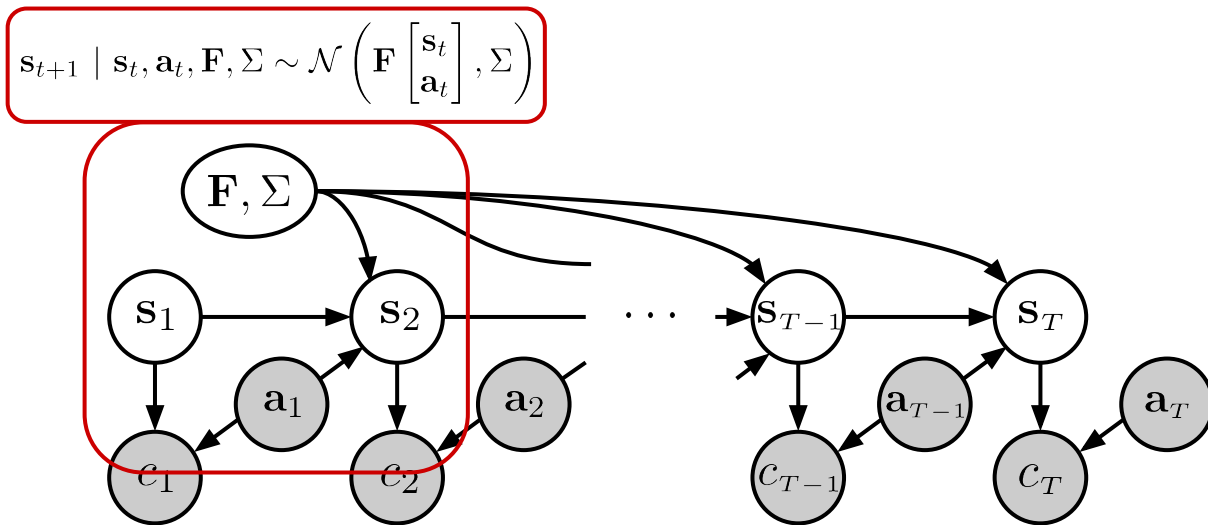 s_{t+1} | s_t, a_t, F, Σ ∼ 𝒩 ( F [ s_t a_t ] , Σ )
F, Σ
s_1 s_2 ··· s_{T−1} s_T
a_1 a_2 a_{T−1} a_T
c_1 c_2 c_{T−1} c_T